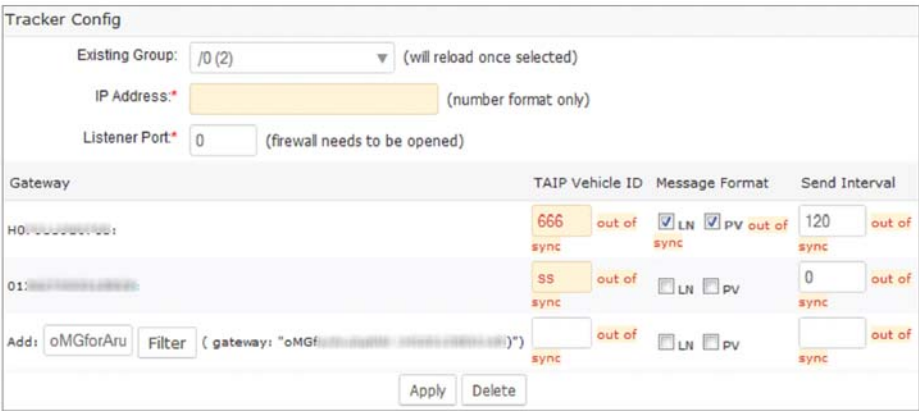 Tracker Config
Existing Group: /0 (2) (will reload once selected)
IP Address:* (number format only)
Listener Port:* 0 (firewall needs to be opened)
Gateway TAIP Vehicle ID Message Format Send Interval
666 out of sync LN PV out of sync 120 out of sync
ss out of sync LN PV 0 out of sync
Add: oMGforAru Filter ( gateway: out of sync LN PV out of sync
Apply Delete